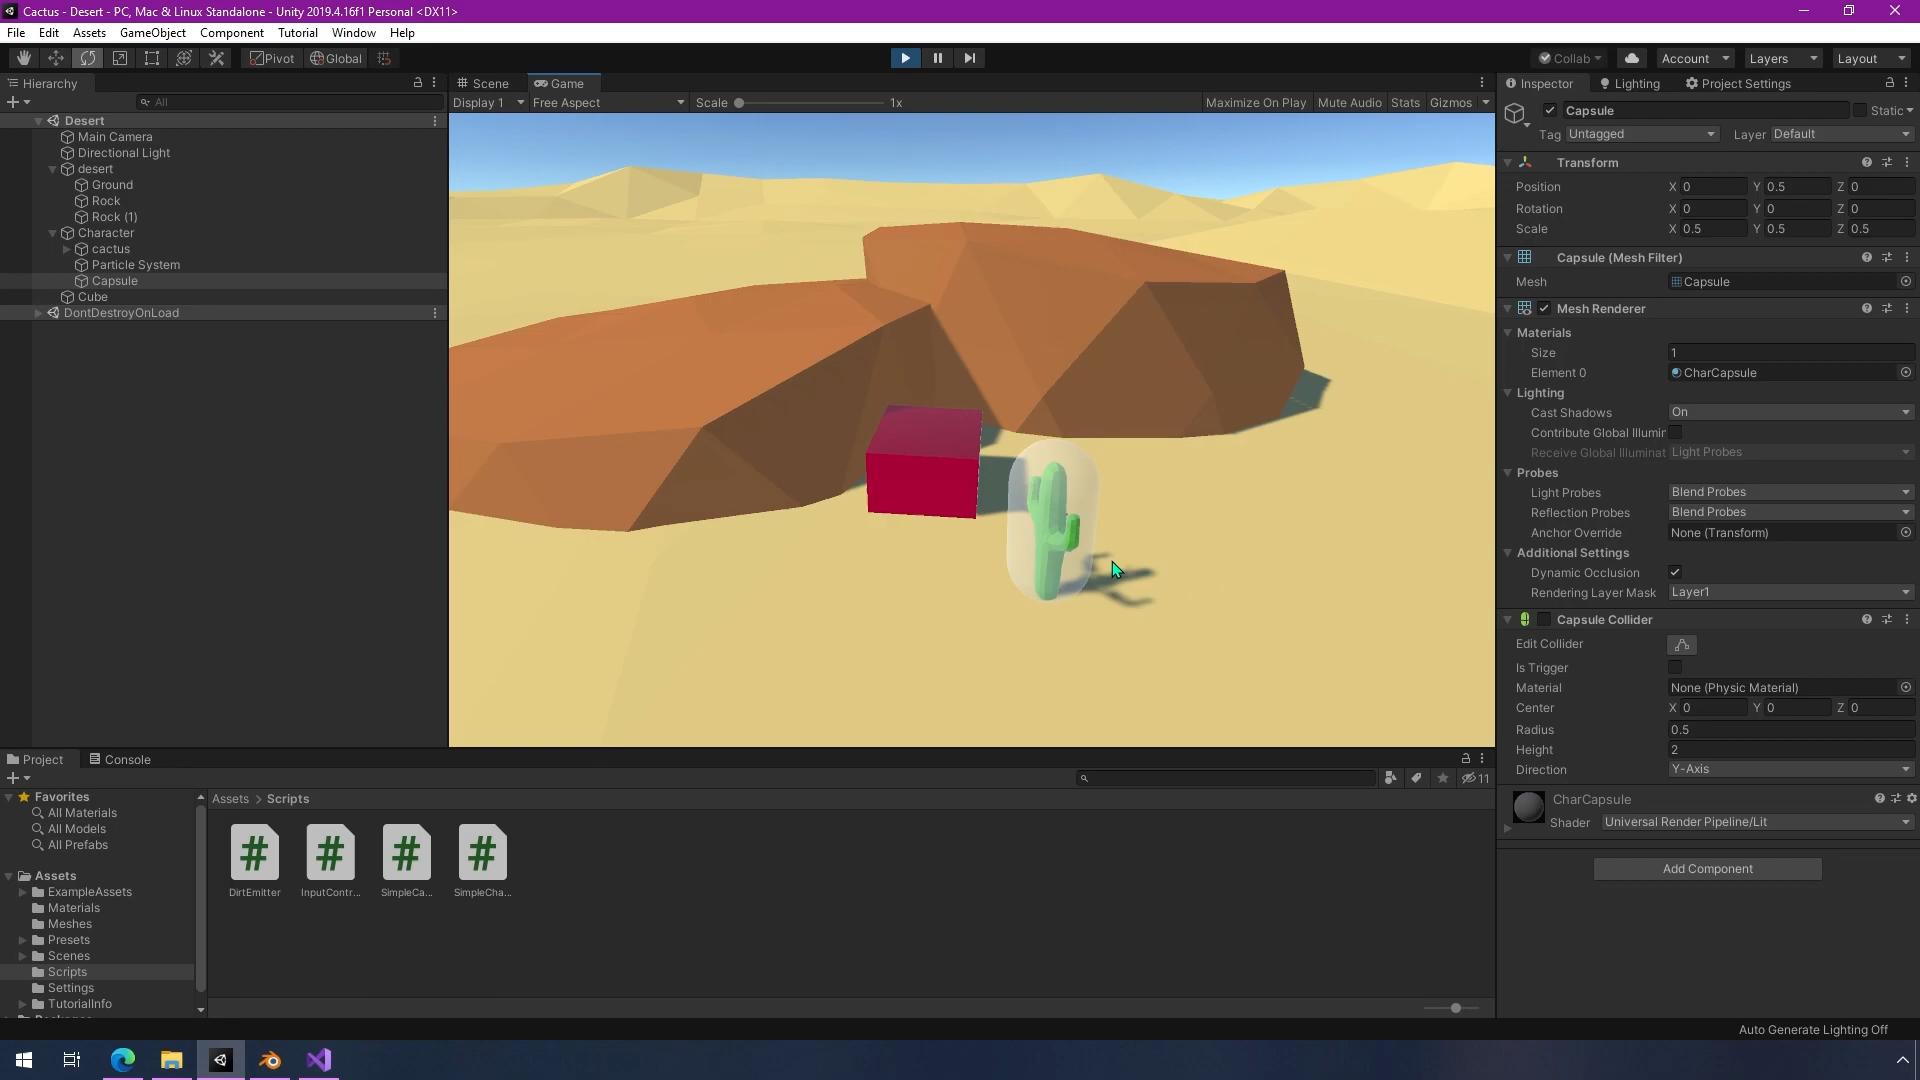 Cactus - Desert - PC, Mac & Linux Standalone - Unity 2019.4.16f1 Personal <DX11>
File Edit Assets GameObject Component Tutorial Window Help
Pivot Global Collab Account Layers Layout
Hierarchy
All
Desert
Main Camera
Directional Light
desert
Ground
Rock
Rock (1)
Character
cactus
Particle System
Capsule
Cube
DontDestroyOnLoad
Scene Game
Display 1 Free Aspect Scale 1x Maximize On Play Mute Audio Stats Gizmos
Inspector Lighting Project Settings
Capsule Static
Tag Untagged Layer Default
Transform
Position X 0 Y 0.5 Z 0
Rotation X 0 Y 0 Z 0
Scale X 0.5 Y 0.5 Z 0.5
Capsule (Mesh Filter)
Mesh Capsule
Mesh Renderer
Materials
Size 1
Element 0 CharCapsule
Lighting
Cast Shadows On
Contribute Global Illumir
Receive Global Illuminat Light Probes
Probes
Light Probes Blend Probes
Reflection Probes Blend Probes
Anchor Override None (Transform)
Additional Settings
Dynamic Occlusion
Rendering Layer Mask Layer1
Capsule Collider
Edit Collider
Is Trigger
Material None (Physic Material)
Center X 0 Y 0 Z 0
Radius 0.5
Height 2
Direction Y-Axis
CharCapsule
Shader Universal Render Pipeline/Lit
Add Component
Project Console
11
Favorites
All Materials
All Models
All Prefabs
Assets
ExampleAssets
Materials
Meshes
Presets
Scenes
Scripts
Settings
TutorialInfo
Assets > Scripts
DirtEmitter InputContr... SimpleCa... SimpleCha...
Auto Generate Lighting Off